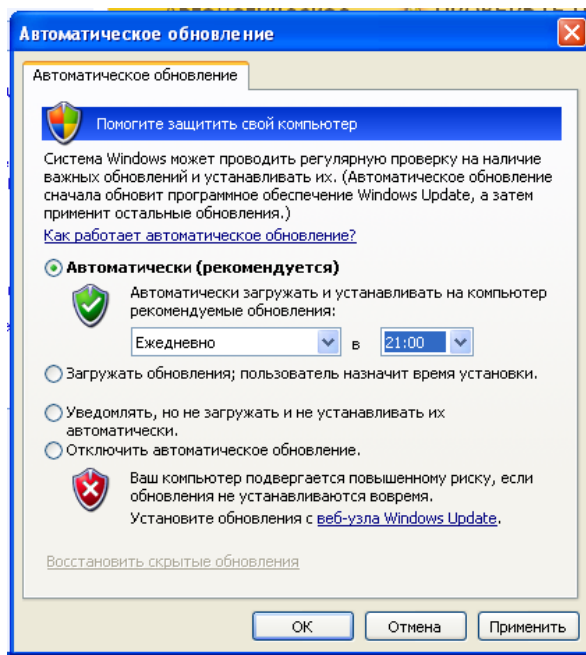 Автоматическое обновление
Автоматическое обновление
Помогите защитить свой компьютер
Система Windows может проводить регулярную проверку на наличие
важных обновлений и устанавливать их. (Автоматическое обновление
сначала обновит программное обеспечение Windows Update, а затем
применит остальные обновления.)
Как работает автоматическое обновление?
Автоматически (рекомендуется)
Автоматически загружать и устанавливать на компьютер
рекомендуемые обновления:
Ежедневно в 21:00
Загружать обновления; пользователь назначит время установки.
Уведомлять, но не загружать и не устанавливать их
автоматически.
Отключить автоматическое обновление.
Ваш компьютер подвергается повышенному риску, если
обновления не устанавливаются вовремя.
Установите обновления с веб-узла Windows Update.
Восстановить скрытые обновления
ОК Отмена Применить